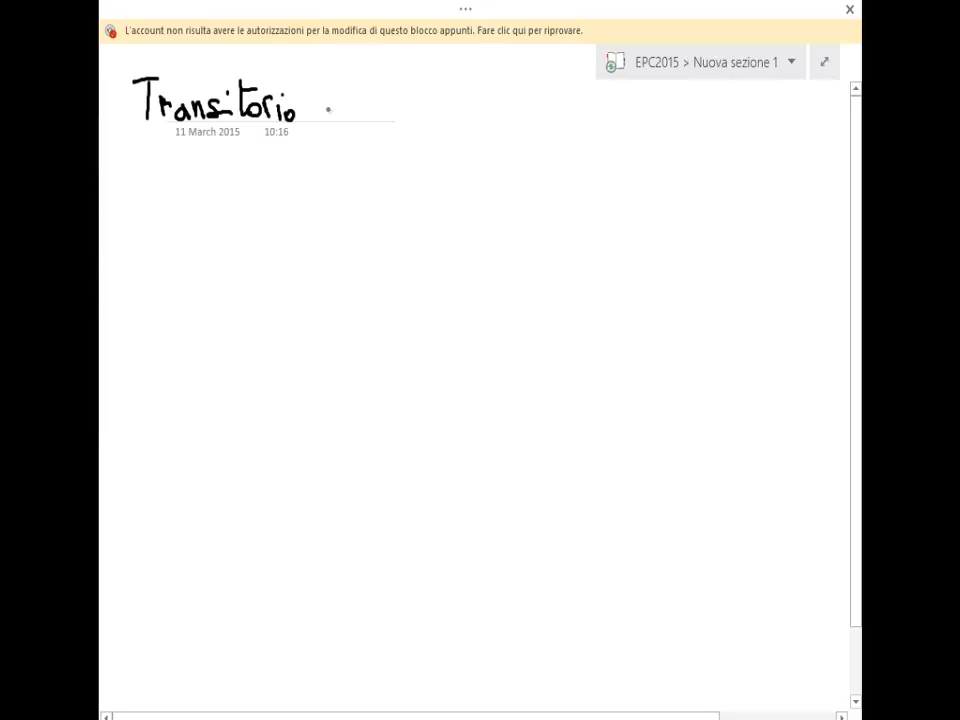 L'account non risulta avere le autorizzazioni per la modifica di questo blocco appunti. Fare clic qui per riprovare.
EPC2015 > Nuova sezione 1
Transitorio
11 March 2015 10:16